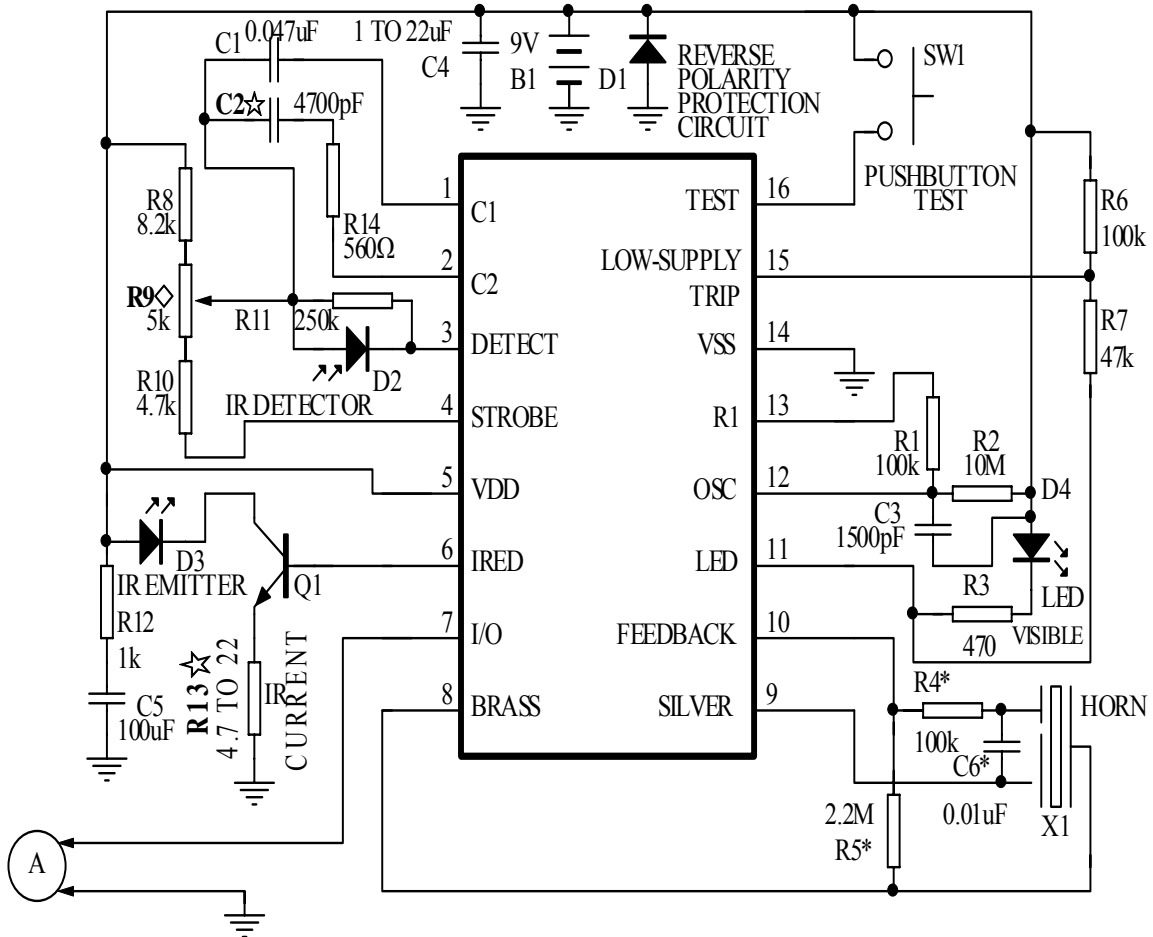 C1
0.047uF
1 TO 22uF
C4
9V
B1
D1
REVERSE
POLARITY
PROTECTION
CIRCUIT
SW1
PUSHBUTTON
TEST
C2☆
4700pF
R14
560Ω
R8
8.2k
R9◇
5k
R10
4.7k
R11
250k
D2
IR DETECTOR
D3
IR EMITTER
Q1
R12
1k
C5
100uF
R13☆
4.7 TO 22
IR
CURRENT
1
C1
2
C2
3
DETECT
4
STROBE
5
VDD
6
IRED
7
I/O
8
BRASS
16
TEST
15
LOW-SUPPLY
TRIP
14
VSS
13
R1
12
OSC
11
LED
10
FEEDBACK
9
SILVER
R6
100k
R7
47k
R1
100k
R2
10M
D4
C3
1500pF
R3
470
LED
VISIBLE
R4*
100k
C6*
0.01uF
2.2M
R5*
HORN
X1
A